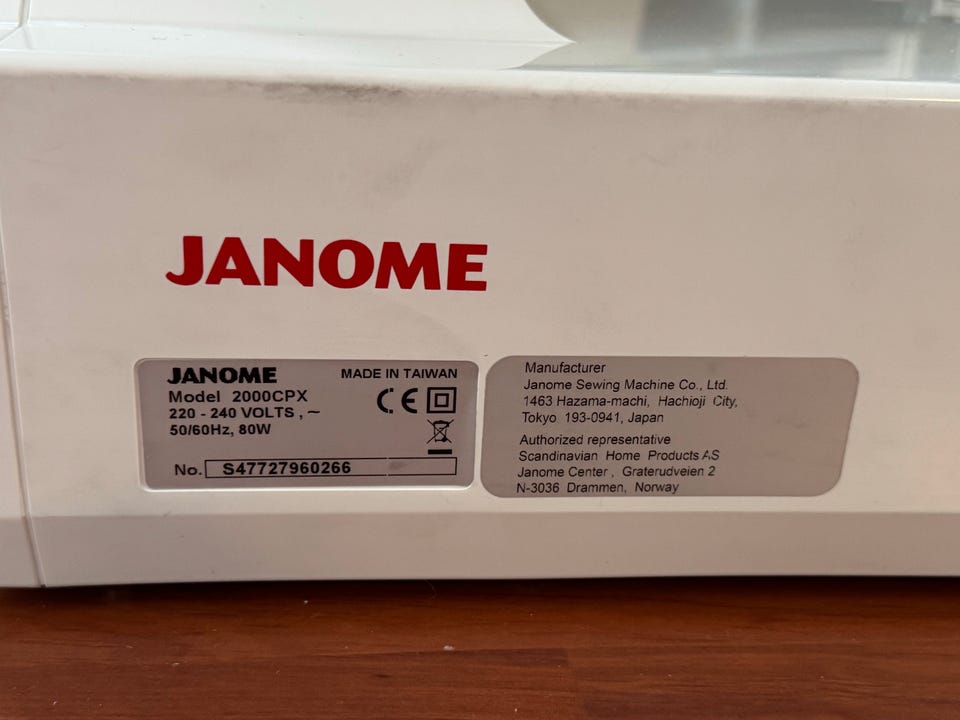 JANOME
JANOME MADE IN TAIWAN
Model 2000CPX
220 - 240 VOLTS , ~
50/60Hz, 80W
No. S47727960266
Manufacturer
Janome Sewing Machine Co., Ltd.
1463 Hazama-machi, Hachioji City,
Tokyo 193-0941, Japan
Authorized representative
Scandinavian Home Products AS
Janome Center , Graterudveien 2
N-3036 Drammen, Norway